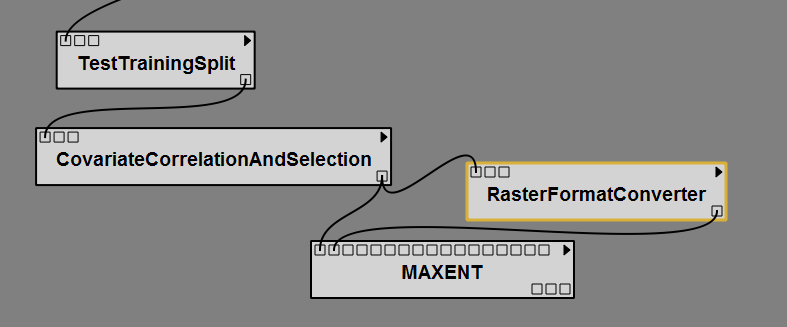 TestTrainingSplit
CovariateCorrelationAndSelection
RasterFormatConverter
MAXENT